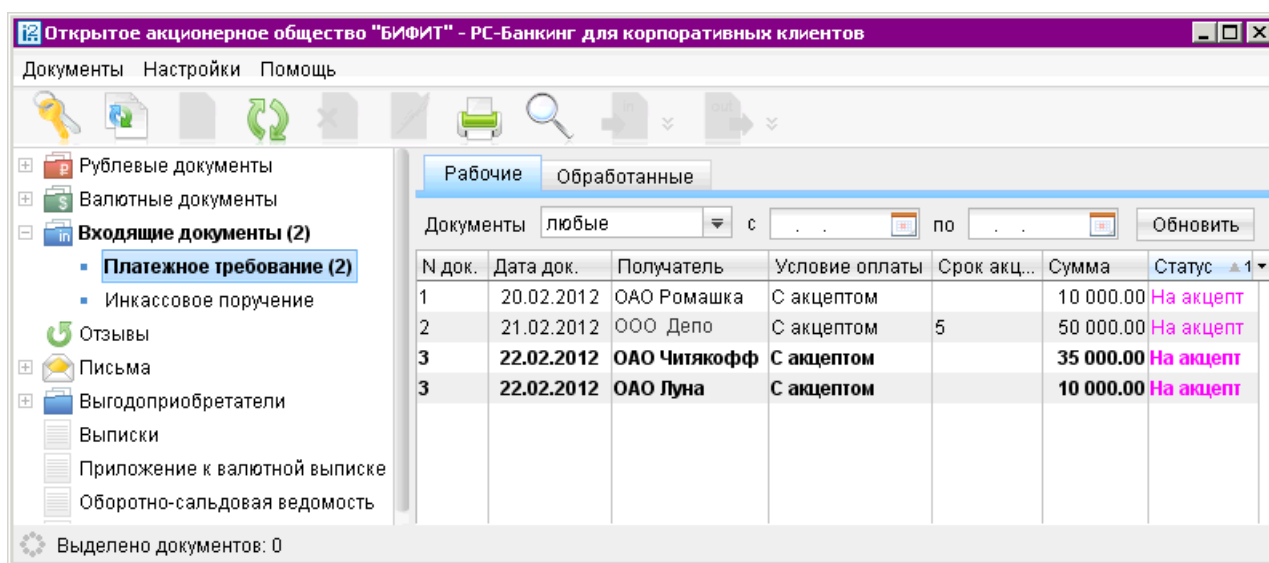 Открытое акционерное общество "БИФИТ" - РС-Банкинг для корпоративных клиентов
Документы Настройки Помощь
in out
Рублевые документы
Валютные документы
Входящие документы (2)
Платежное требование (2)
Инкассовое поручение
Отзывы
Письма
Выгодоприобретатели
Выписки
Приложение к валютной выписке
Оборотно-сальдовая ведомость
Рабочие Обработанные
Документы любые с . . по . . Обновить
N док. Дата док. Получатель Условие оплаты Срок акц... Сумма Статус 1
1 20.02.2012 ОАО Ромашка С акцептом 10 000.00 На акцепт
2 21.02.2012 ООО Депо С акцептом 5 50 000.00 На акцепт
3 22.02.2012 ОАО Читякофф С акцептом 35 000.00 На акцепт
3 22.02.2012 ОАО Луна С акцептом 10 000.00 На акцепт
Выделено документов: 0